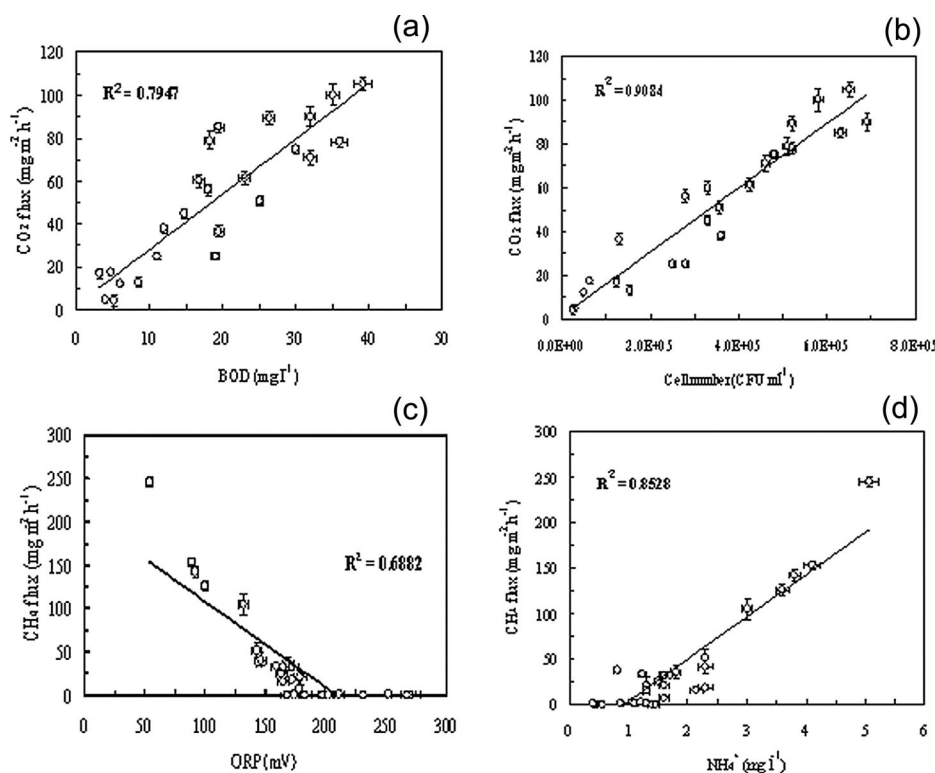 (a)
120
100
80
60
40
20
0
CO₂ flux (mg m⁻² h⁻¹)
R² = 0.7947
0 10 20 30 40 50
BOD (mg l⁻¹)
(b)
120
100
80
60
40
20
0
CO₂ flux (mg m⁻² h⁻¹)
R² = 0.9084
0.0E+00 2.0E+05 4.0E+05 6.0E+05 8.0E+05
Cell number (CFU ml⁻¹)
(c)
300
250
200
150
100
50
0
CH₄ flux (mg m⁻² h⁻¹)
R² = 0.6882
0 50 100 150 200 250 300
ORP (mV)
(d)
300
250
200
150
100
50
0
CH₄ flux (mg m⁻² h⁻¹)
R² = 0.8528
0 1 2 3 4 5 6
NH₄⁺ (mg l⁻¹)